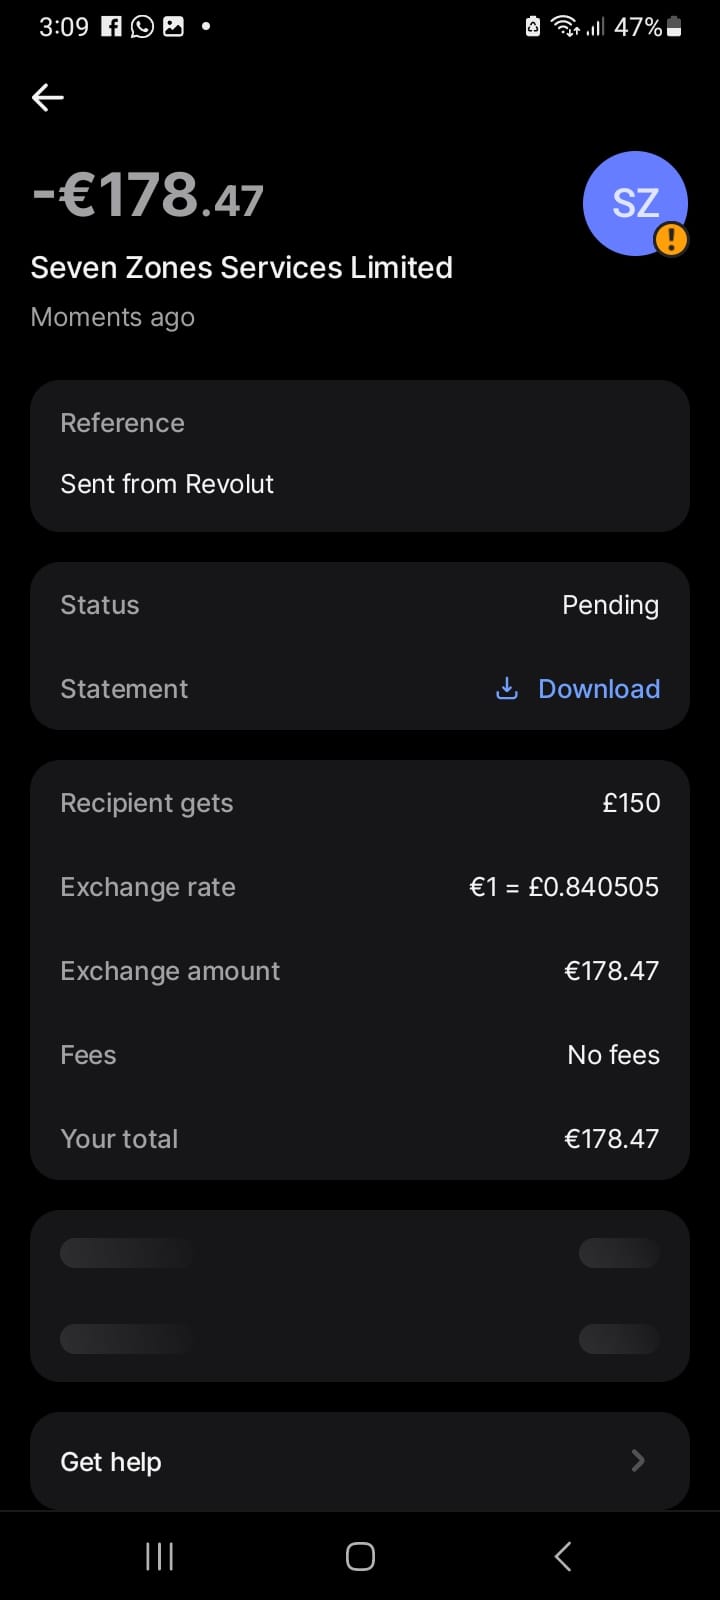 3:09 47%
-€178.47
SZ
Seven Zones Services Limited
Moments ago
Reference
Sent from Revolut
Status Pending
Statement Download
Recipient gets £150
Exchange rate €1 = £0.840505
Exchange amount €178.47
Fees No fees
Your total €178.47
Get help